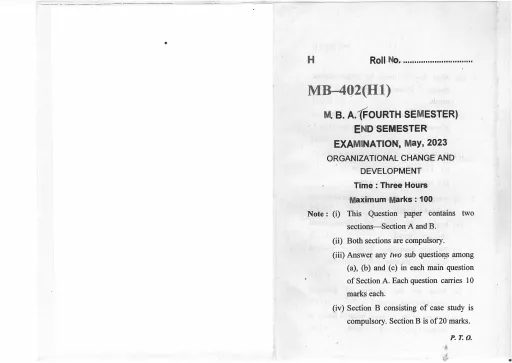 H Roll No. ...............................
MB–402(H1)
M. B. A. (FOURTH SEMESTER)
END SEMESTER
EXAMINATION, May, 2023
ORGANIZATIONAL CHANGE AND
DEVELOPMENT
Time : Three Hours
Maximum Marks : 100
Note : (i) This Question paper contains two
sections—Section A and B.
(ii) Both sections are compulsory.
(iii) Answer any two sub questions among
(a), (b) and (c) in each main question
of Section A. Each question carries 10
marks each.
(iv) Section B consisting of case study is
compulsory. Section B is of 20 marks.
P. T. O.